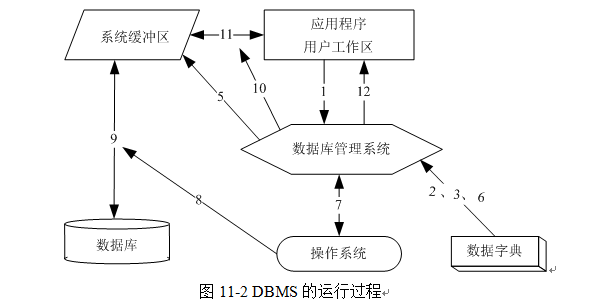 系统缓冲区
11
应用程序
用户工作区
5
10
1
12
9
数据库管理系统
2、3、6
8
7
数据库
操作系统
数据字典
图 11-2 DBMS 的运行过程